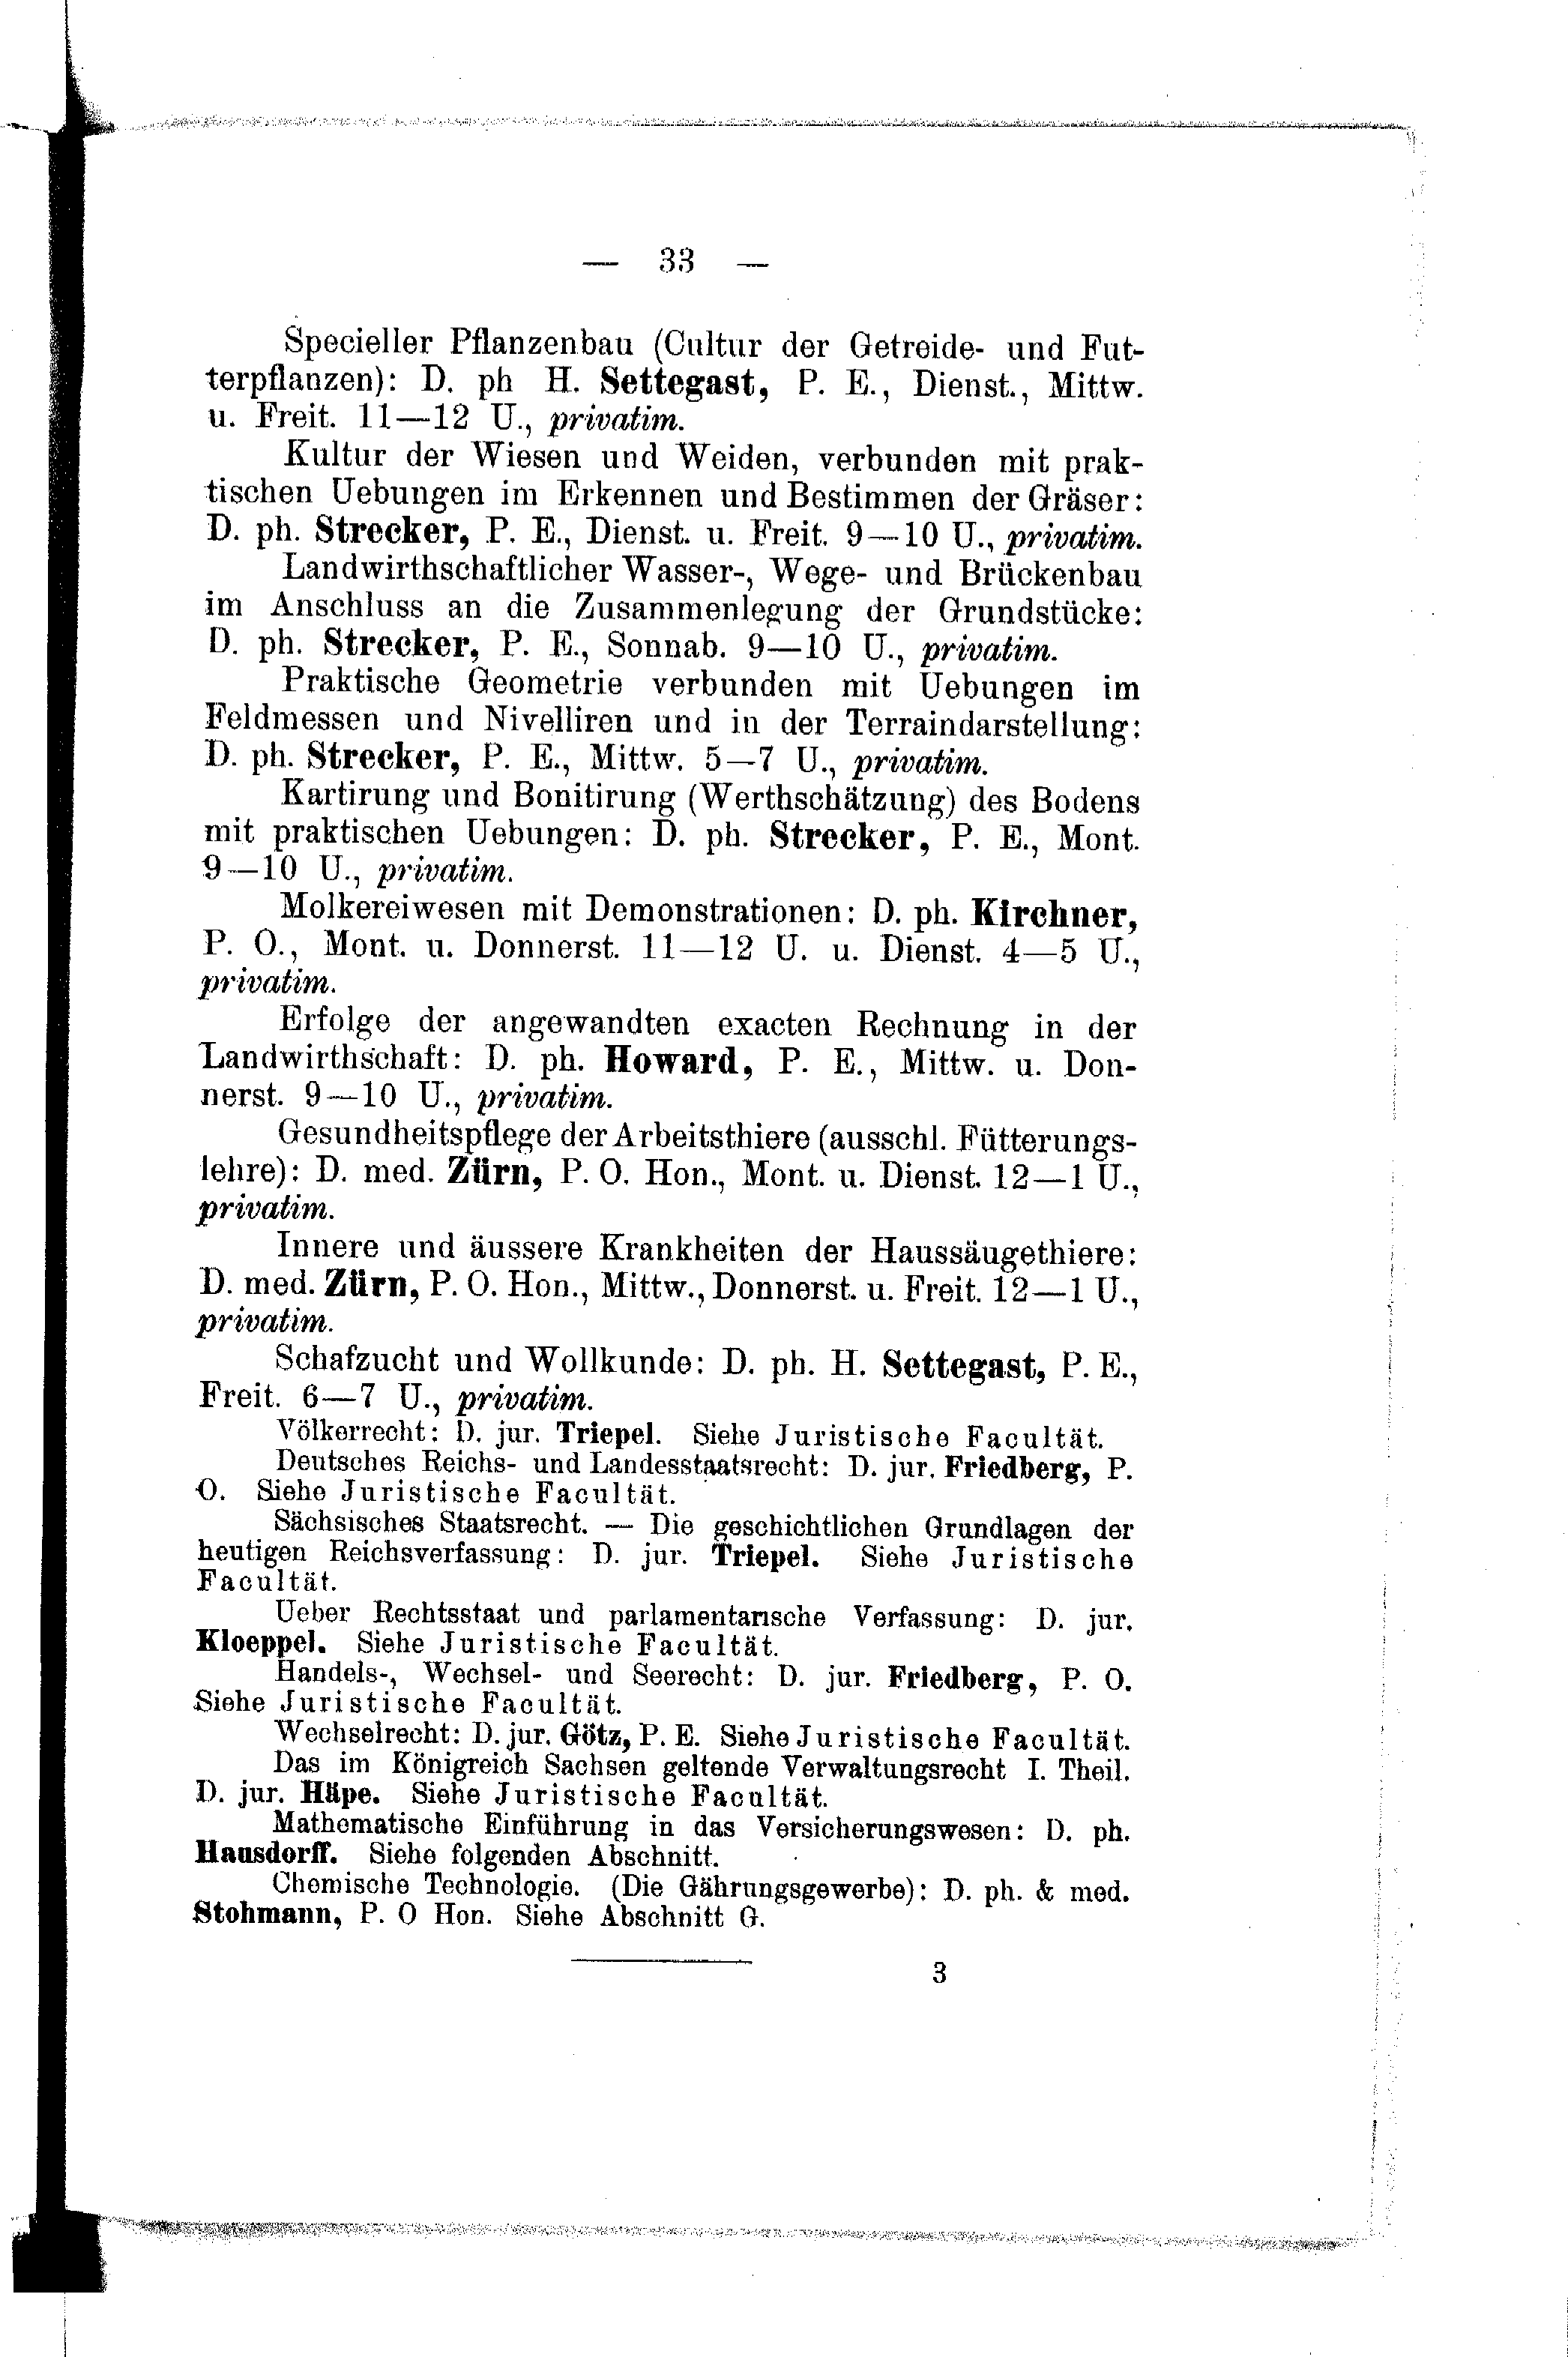 — 33 —
Specieller Pflanzenbau (Cultur der Getreide- und Fut-
terpflanzen): D. ph H. Settegast, P. E., Dienst., Mittw.
u. Freit. 11—12 U., privatim.
Kultur der Wiesen und Weiden, verbunden mit prak-
tischen Uebungen im Erkennen und Bestimmen der Gräser:
D. ph. Strecker, P. E., Dienst. u. Freit. 9—10 U., privatim.
Landwirthschaftlicher Wasser-, Wege- und Brückenbau
im Anschluss an die Zusammenlegung der Grundstücke:
D. ph. Strecker, P. E., Sonnab. 9—10 U., privatim.
Praktische Geometrie verbunden mit Uebungen im
Feldmessen und Nivelliren und in der Terraindarstellung:
D. ph. Strecker, P. E., Mittw. 5—7 U., privatim.
Kartirung und Bonitirung (Werthschätzung) des Bodens
mit praktischen Uebungen: D. ph. Strecker, P. E., Mont.
9—10 U., privatim.
Molkereiwesen mit Demonstrationen: D. ph. Kirchner,
P. O., Mont. u. Donnerst. 11—12 U. u. Dienst. 4—5 U.,
privatim.
Erfolge der angewandten exacten Rechnung in der
Landwirthschaft: D. ph. Howard, P. E., Mittw. u. Don-
nerst. 9—10 U., privatim.
Gesundheitspflege der Arbeitsthiere (ausschl. Fütterungs-
lehre): D. med. Zürn, P. O. Hon., Mont. u. Dienst. 12—1 U.,
privatim.
Innere und äussere Krankheiten der Haussäugethiere:
D. med. Zürn, P. O. Hon., Mittw., Donnerst. u. Freit. 12—1 U.,
privatim.
Schafzucht und Wollkunde: D. ph. H. Settegast, P. E.,
Freit. 6—7 U., privatim.
Völkerrecht: D. jur. Triepel. Siehe Juristische Facultät.
Deutsches Reichs- und Landesstaatsrecht: D. jur. Friedberg, P.
O. Siehe Juristische Facultät.
Sächsisches Staatsrecht. — Die geschichtlichen Grundlagen der
heutigen Reichsverfassung: D. jur. Triepel. Siehe Juristische
Facultät.
Ueber Rechtsstaat und parlamentarische Verfassung: D. jur.
Kloeppel. Siehe Juristische Facultät.
Handels-, Wechsel- und Seerecht: D. jur. Friedberg, P. O.
Siehe Juristische Facultät.
Wechselrecht: D. jur. Götz, P. E. Siehe Juristische Facultät.
Das im Königreich Sachsen geltende Verwaltungsrecht I. Theil.
D. jur. Häpe. Siehe Juristische Facultät.
Mathematische Einführung in das Versicherungswesen: D. ph.
Hausdorff. Siehe folgenden Abschnitt.
Chemische Technologie. (Die Gährungsgewerbe): D. ph. & med.
Stohmann, P. O Hon. Siehe Abschnitt G.
3